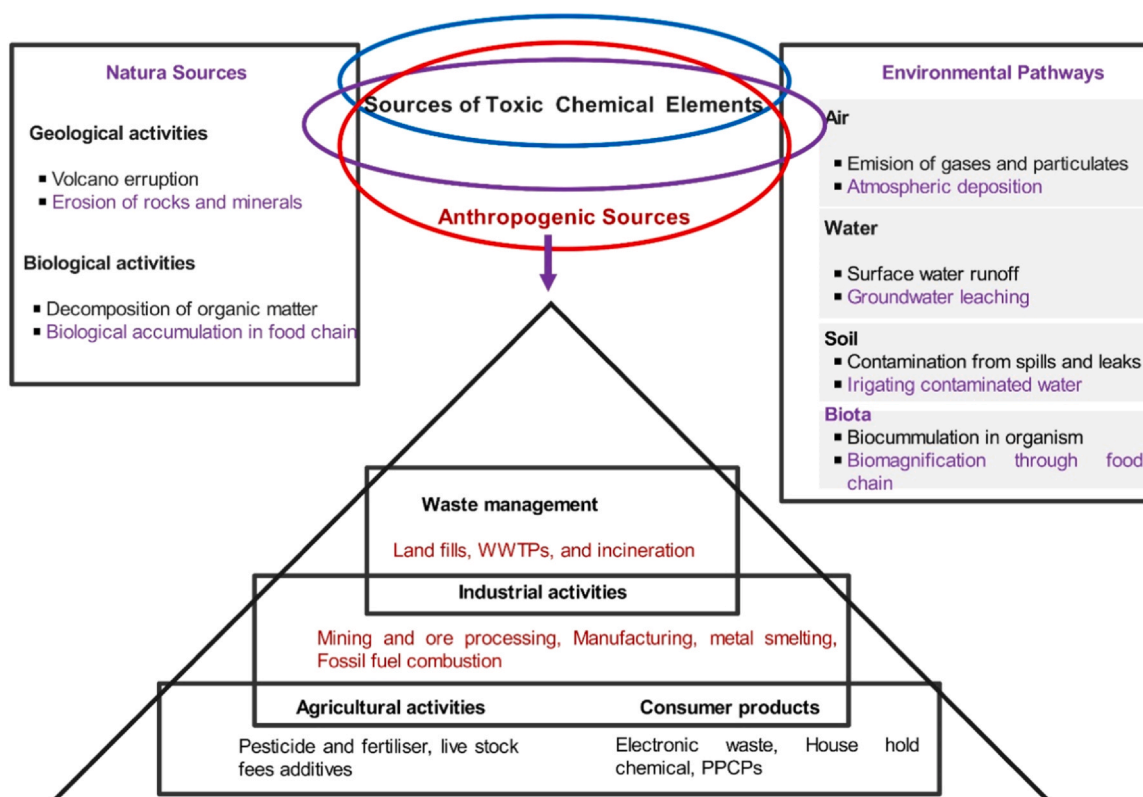 Natura Sources
Geological activities
▪ Volcano erruption
▪ Erosion of rocks and minerals
Biological activities
▪ Decomposition of organic matter
▪ Biological accumulation in food chain
Sources of Toxic Chemical Elements
Anthropogenic Sources
Environmental Pathways
Air
▪ Emision of gases and particulates
▪ Atmospheric deposition
Water
▪ Surface water runoff
▪ Groundwater leaching
Soil
▪ Contamination from spills and leaks
▪ Irigating contaminated water
Biota
▪ Biocummulation in organism
▪ Biomagnification through food
chain
Waste management
Land fills, WWTPs, and incineration
Industrial activities
Mining and ore processing, Manufacturing, metal smelting,
Fossil fuel combustion
Agricultural activities
Pesticide and fertiliser, live stock
fees additives
Consumer products
Electronic waste, House hold
chemical, PPCPs